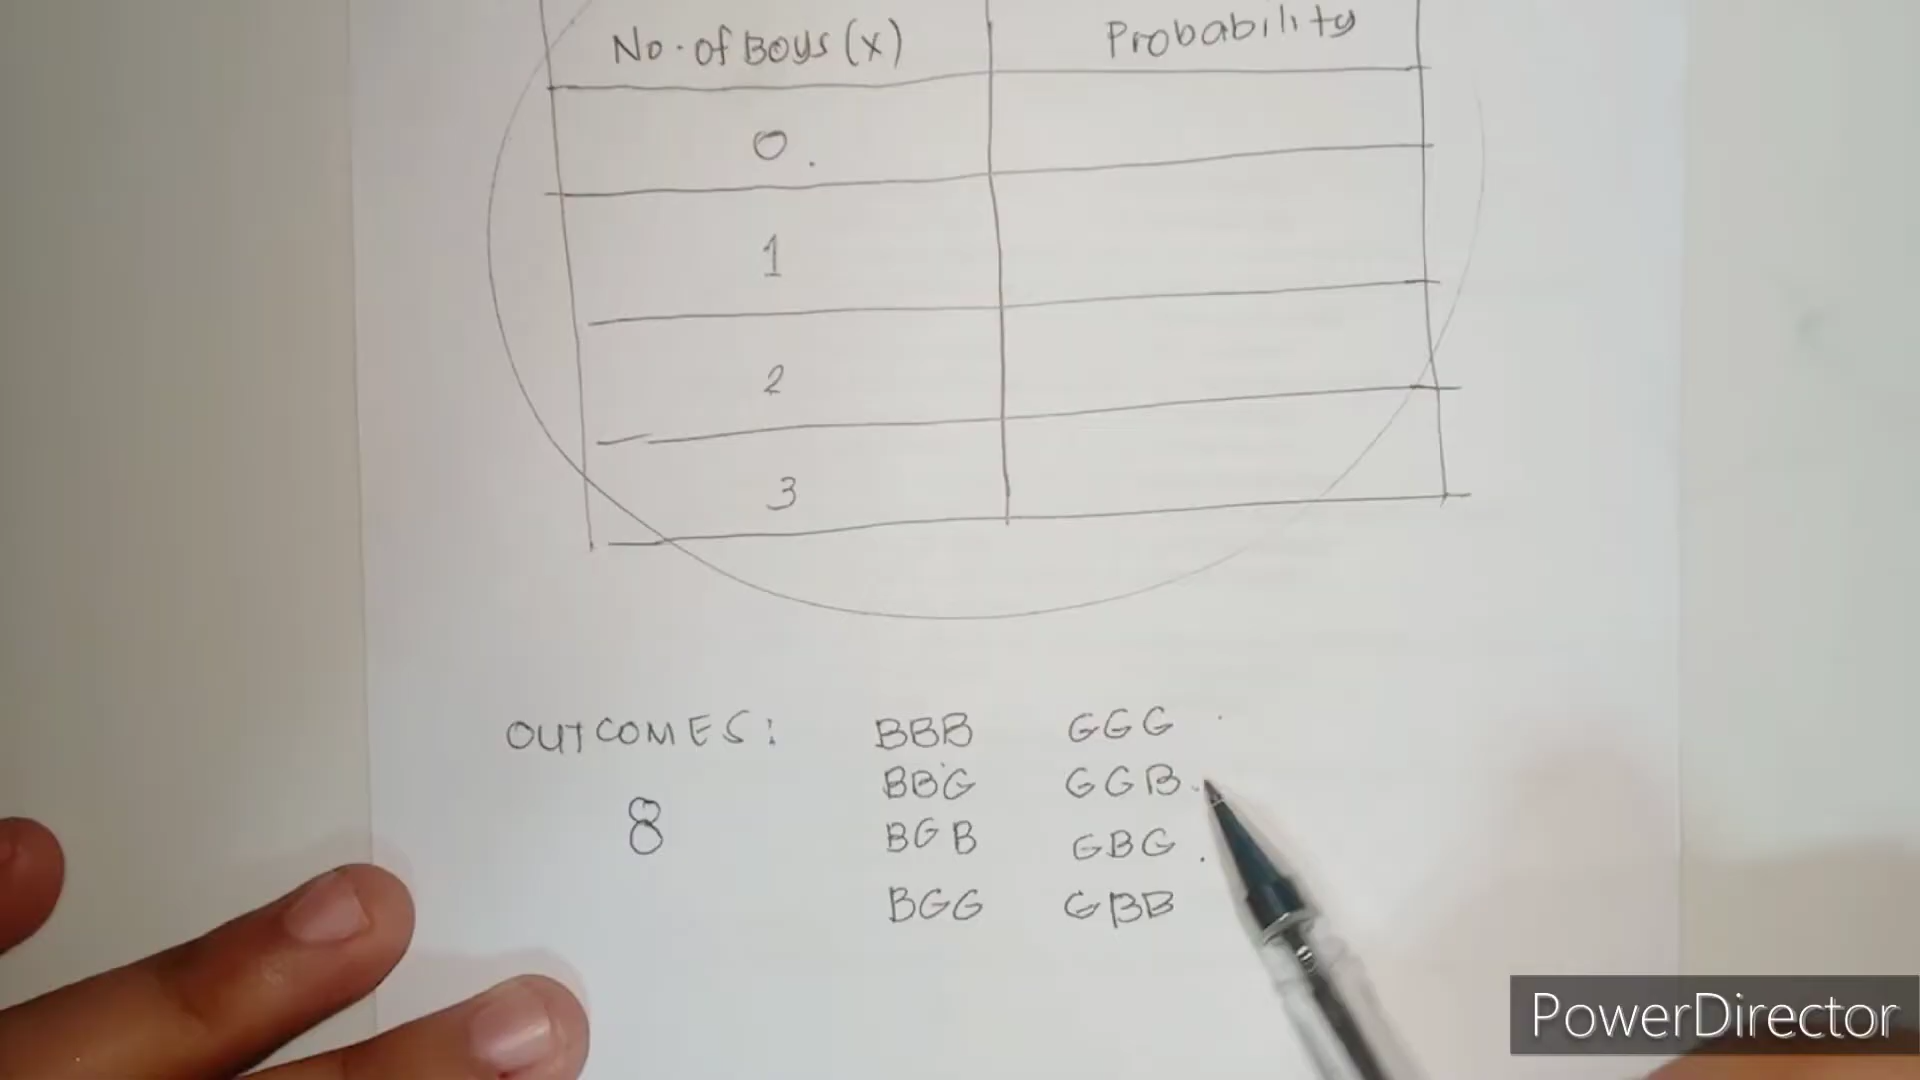 No. of Boys (x) Probability
0
1
2
3
OUTCOMES: BBB GGG
BBG GGB
8
BGB GBG
BGG GBB
PowerDirector